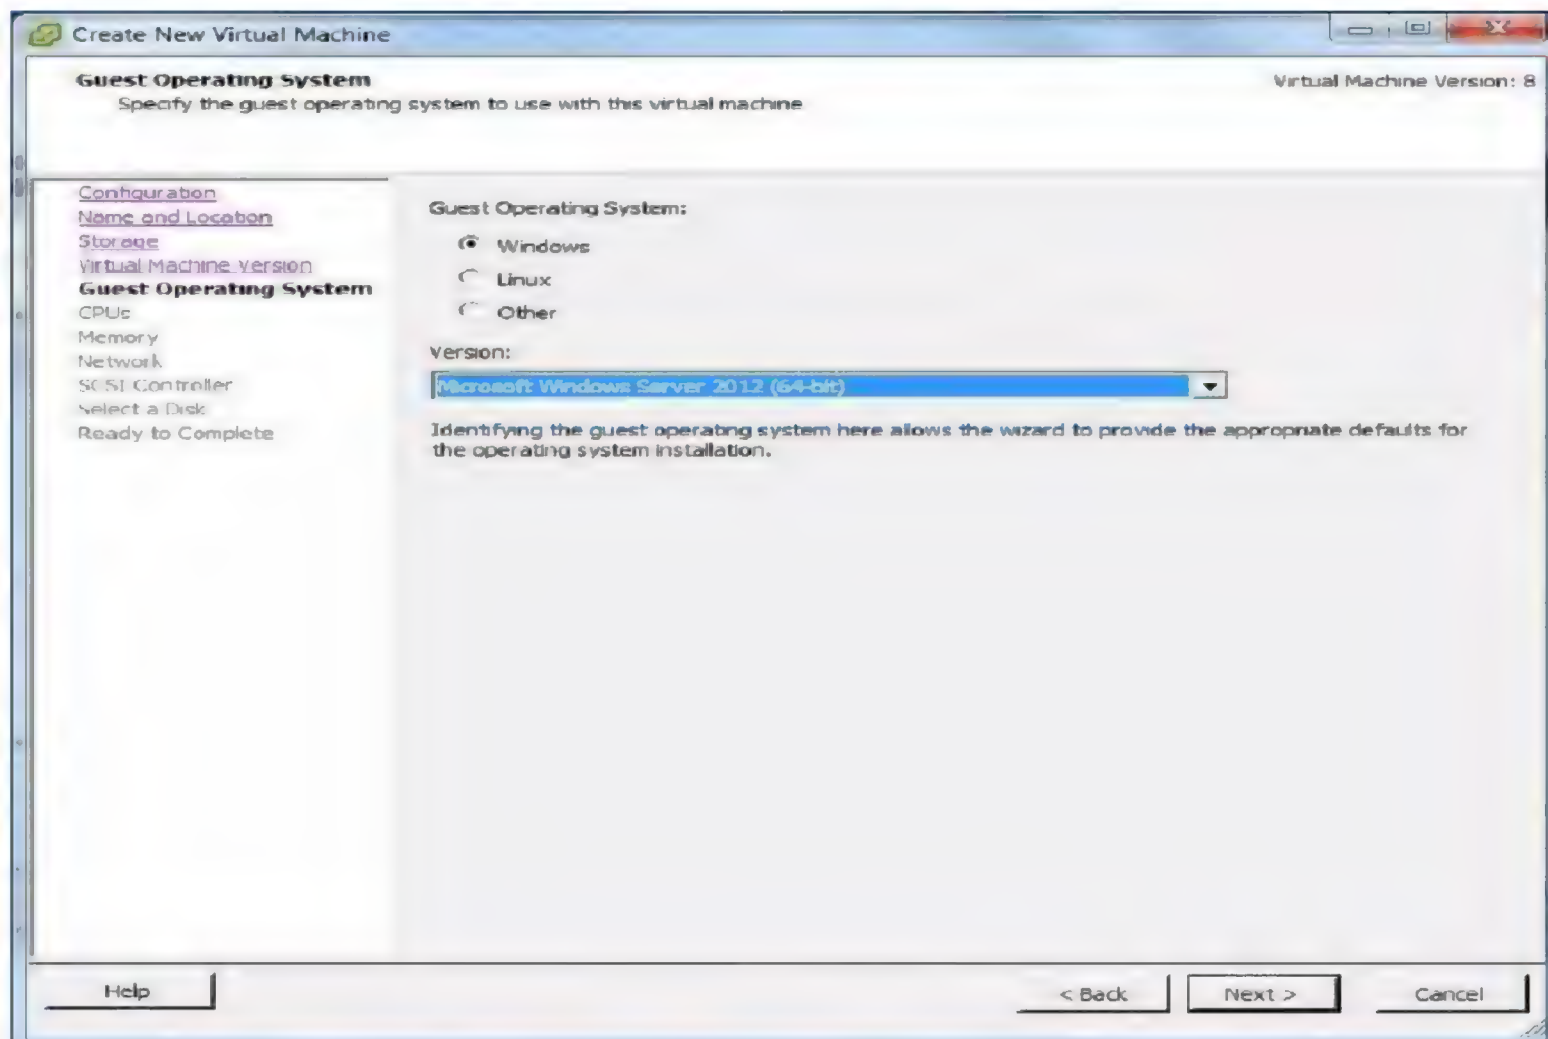 Create New Virtual Machine
Guest Operating System
Virtual Machine Version: 8
Specify the guest operating system to use with this virtual machine
Configuration
Name and Location
Storage
Virtual Machine Version
Guest Operating System
CPUs
Memory
Network
SCSI Controller
Select a Disk
Ready to Complete
Guest Operating System:
Windows
Linux
Other
Version:
Microsoft Windows Server 2012 (64-bit)
Identifying the guest operating system here allows the wizard to provide the appropriate defaults for
the operating system installation.
Help
< Back
Next >
Cancel